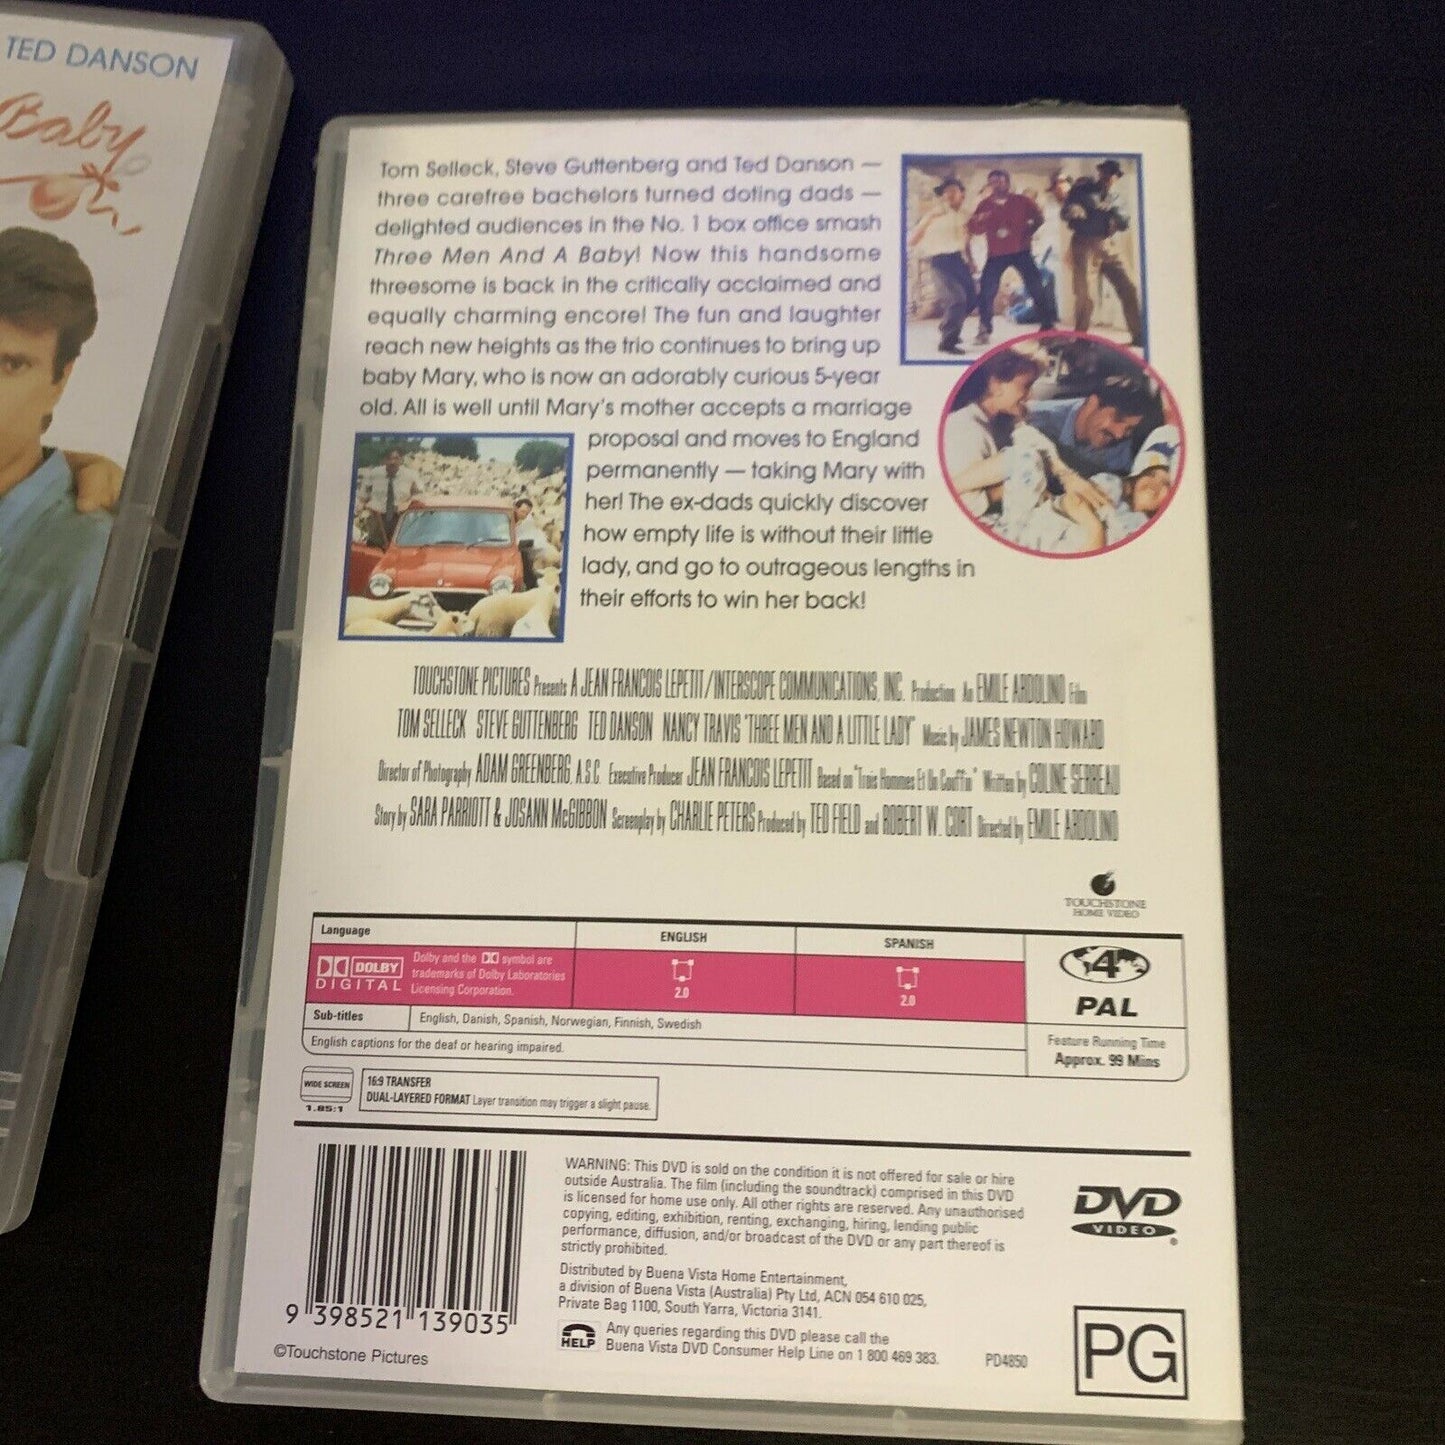 TED DANSON
Baby
Tom Selleck, Steve Guttenberg and Ted Danson —
three carefree bachelors turned doting dads —
delighted audiences in the No. 1 box office smash
Three Men And A Baby! Now this handsome
threesome is back in the critically acclaimed and
equally charming encore! The fun and laughter
reach new heights as the trio continues to bring up
baby Mary, who is now an adorably curious 5-year
old. All is well until Mary's mother accepts a marriage
proposal and moves to England
permanently — taking Mary with
her! The ex-dads quickly discover
how empty life is without their little
lady, and go to outrageous lengths in
their efforts to win her back!
TOUCHSTONE PICTURES Presents A JEAN FRANCOIS LEPETIT/INTERSCOPE COMMUNICATIONS, INC. Production An EMILE ARDOLINO Film
TOM SELLECK STEVE GUTTENBERG TED DANSON NANCY TRAVIS "THREE MEN AND A LITTLE LADY" Music by JAMES NEWTON HOWARD
Director of Photography ADAM GREENBERG, A.S.C. Executive Producer JEAN FRANCOIS LEPETIT Based on "Trois Hommes Et Un Couffin" Written by COLINE SERREAU
Story by SARA PARRIOTT & JOSANN McGIBBON Screenplay by CHARLIE PETERS Produced by TED FIELD and ROBERT W. CORT Directed by EMILE ARDOLINO
TOUCHSTONE
HOME VIDEO
Language
ENGLISH
SPANISH
DOLBY
DIGITAL
Dolby and the symbol are
trademarks of Dolby Laboratories
Licensing Corporation.
2.0
2.0
4
PAL
Sub-titles
English, Danish, Spanish, Norwegian, Finnish, Swedish
English captions for the deaf or hearing impaired.
Feature Running Time
Approx. 99 Mins
WIDE SCREEN
1.85:1
16:9 TRANSFER
DUAL-LAYERED FORMAT Layer transition may trigger a slight pause.
WARNING: This DVD is sold on the condition it is not offered for sale or hire
outside Australia. The film (including the soundtrack) comprised in this DVD
is licensed for home use only. All other rights are reserved. Any unauthorised
copying, editing, exhibition, renting, exchanging, hiring, lending public
performance, diffusion, and/or broadcast of the DVD or any part thereof is
strictly prohibited.
Distributed by Buena Vista Home Entertainment,
a division of Buena Vista (Australia) Pty Ltd, ACN 054 610 025,
Private Bag 1100, South Yarra, Victoria 3141.
HELP
Any queries regarding this DVD please call the
Buena Vista DVD Consumer Help Line on 1 800 469 383.
PD4850
DVD
VIDEO
PG
9 398521 139035
©Touchstone Pictures